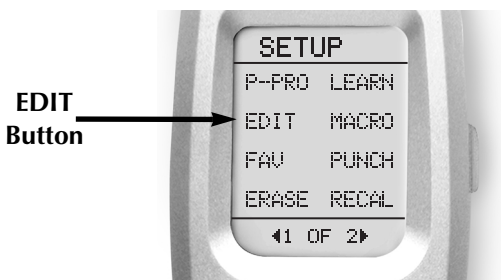 SETUP
P-PRO LEARN
EDIT
Button
EDIT MACRO
FAV PUNCH
ERASE RECAL
◀1 OF 2▶